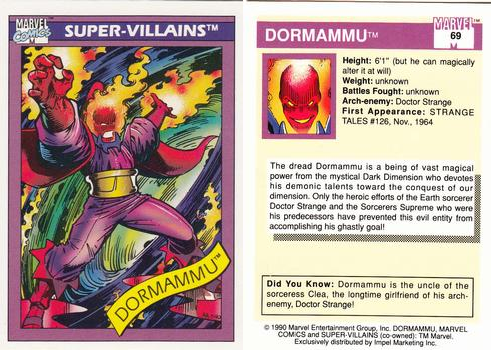 MARVEL
COMICS
SUPER-VILLAINS™
DORMAMMU™
DORMAMMU™
MARVEL™
69
Height: 6'1" (but he can magically
alter it at will)
Weight: unknown
Battles Fought: unknown
Arch-enemy: Doctor Strange
First Appearance: STRANGE
TALES #126, Nov., 1964
The dread Dormammu is a being of vast magical
power from the mystical Dark Dimension who devotes
his demonic talents toward the conquest of our
dimension. Only the heroic efforts of the Earth sorcerer
Doctor Strange and the Sorcerers Supreme who were
his predecessors have prevented this evil entity from
accomplishing his ghastly goal!
Did You Know: Dormammu is the uncle of the
sorceress Clea, the longtime girlfriend of his arch-
enemy, Doctor Strange!
© 1990 Marvel Entertainment Group, Inc. DORMAMMU, MARVEL
COMICS and SUPER-VILLAINS (co-owned): TM Marvel.
Exclusively distributed by Impel Marketing Inc.